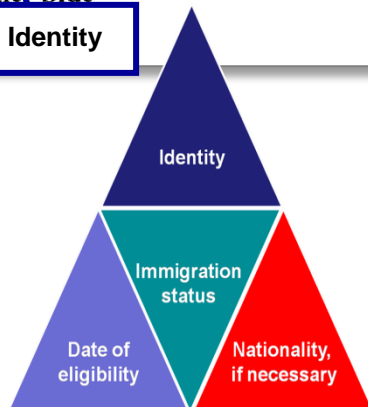 Identity
Identity
Immigration
status
Date of
eligibility
Nationality,
if necessary